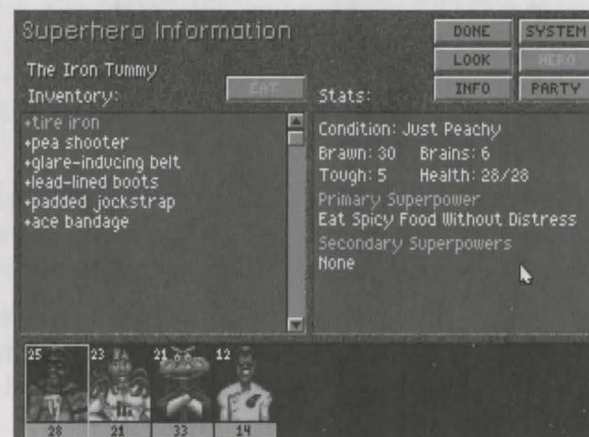 Superhero Information
DONE
SYSTEM
LOOK
HERO
INFO
PARTY
The Iron Tummy
Inventory:
EAT
+tire iron
+pea shooter
+glare-inducing belt
+lead-lined boots
+padded jockstrap
+ace bandage
Stats:
Condition: Just Peachy
Brawn: 30 Brains: 6
Tough: 5 Health: 28/28
Primary Superpower
Eat Spicy Food Without Distress
Secondary Superpowers
None
25 23 21 12
28 21 33 14